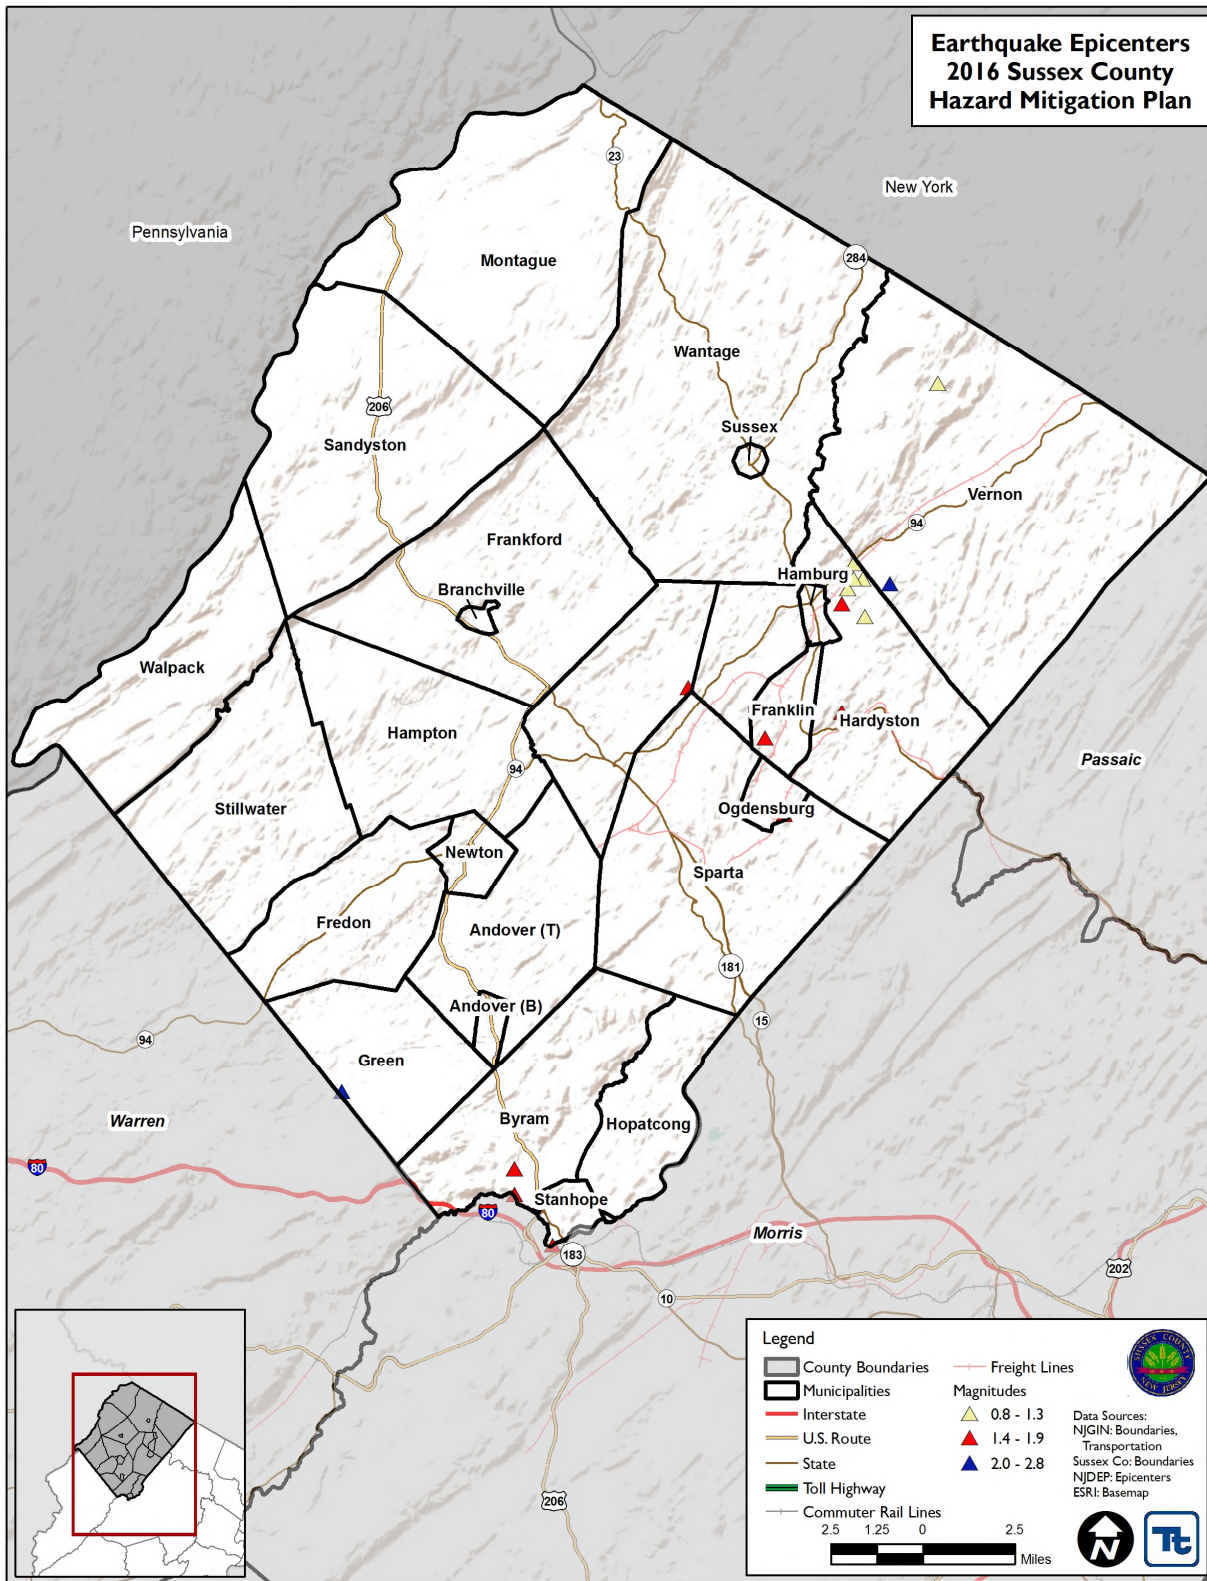 Earthquake Epicenters
2016 Sussex County
Hazard Mitigation Plan
New York
Pennsylvania
23
284
Montague
Wantage
206
Sandyston
Sussex
Vernon
94
Frankford
Hamburg
Branchville
Walpack
Franklin
Hardyston
Hampton
94
Passaic
Stillwater
Ogdensburg
Newton
Sparta
Fredon
Andover (T)
181
Andover (B)
15
94
Green
Warren
Byram
Hopatcong
80
Stanhope
80
Morris
183
202
10
206
Legend
County Boundaries
Municipalities
Interstate
U.S. Route
State
Toll Highway
Commuter Rail Lines
Freight Lines
Magnitudes
0.8 - 1.3
1.4 - 1.9
2.0 - 2.8
SUSSEX COUNTY
NEW JERSEY
Data Sources:
NJGIN: Boundaries,
Transportation
Sussex Co: Boundaries
NJDEP: Epicenters
ESRI: Basemap
2.5 1.25 0 2.5
Miles
N
Tt